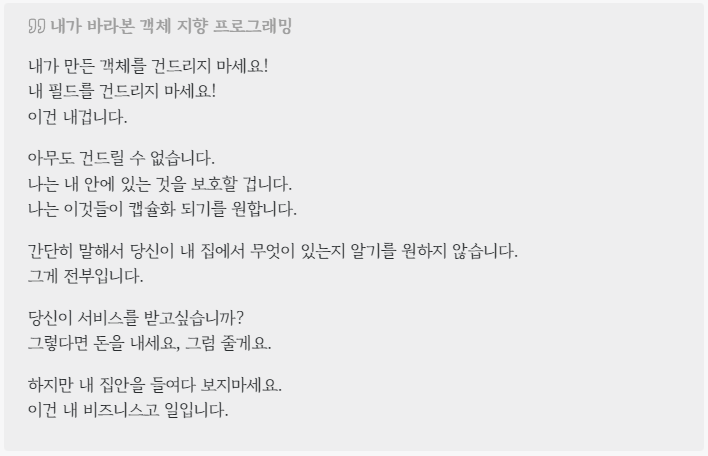 내가 바라본 객체 지향 프로그래밍
내가 만든 객체를 건드리지 마세요!
내 필드를 건드리지 마세요!
이건 내겁니다.
아무도 건드릴 수 없습니다.
나는 내 안에 있는 것을 보호할 겁니다.
나는 이것들이 캡슐화 되기를 원합니다.
간단히 말해서 당신이 내 집에서 무엇이 있는지 알기를 원하지 않습니다.
그게 전부입니다.
당신이 서비스를 받고싶습니까?
그렇다면 돈을 내세요, 그럼 줄게요.
하지만 내 집안을 들여다 보지마세요.
이건 내 비즈니스고 일입니다.